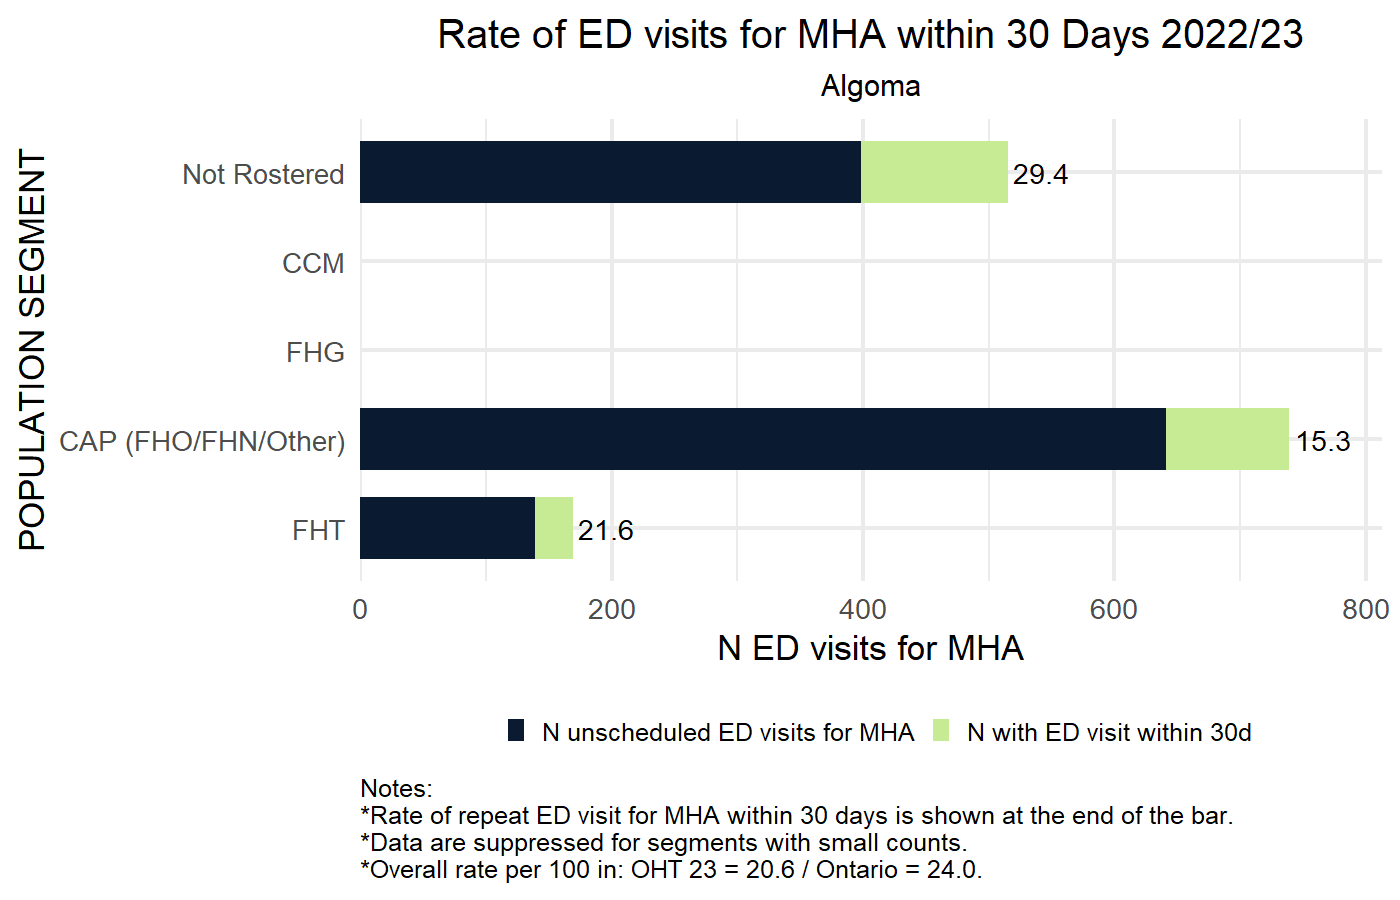 Rate of ED visits for MHA within 30 Days 2022/23
Algoma
POPULATION SEGMENT
Not Rostered
29.4
CCM
FHG
CAP (FHO/FHN/Other)
15.3
FHT
21.6
0 200 400 600 800
N ED visits for MHA
N unscheduled ED visits for MHA N with ED visit within 30d
Notes:
*Rate of repeat ED visit for MHA within 30 days is shown at the end of the bar.
*Data are suppressed for segments with small counts.
*Overall rate per 100 in: OHT 23 = 20.6 / Ontario = 24.0.